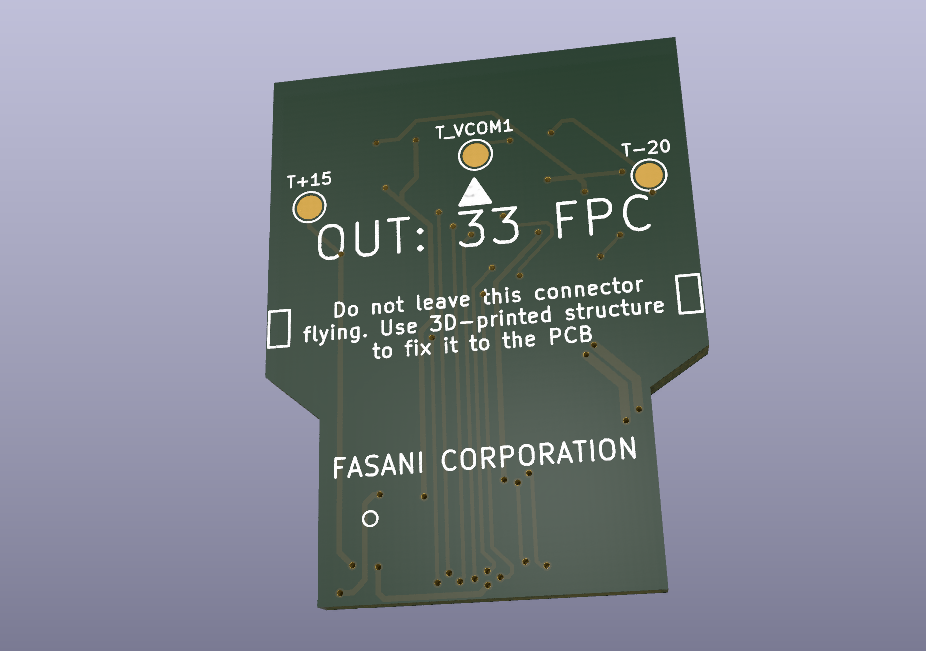 T_VCOM1
T-20
T+15
OUT: 33 FPC
Do not leave this connector
flying. Use 3D-printed structure
to fix it to the PCB
FASANI CORPORATION